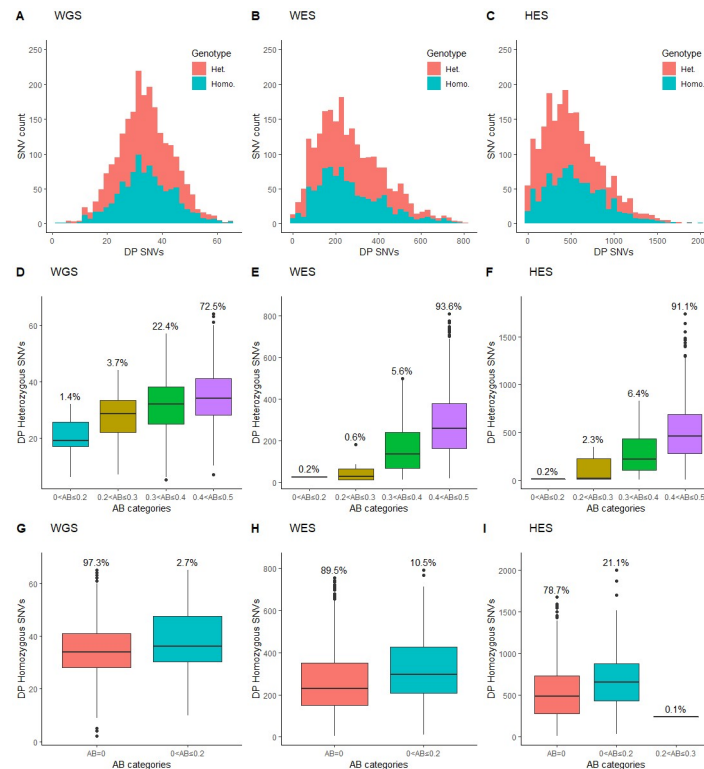 A WGS
B WES
C HES
Genotype
Het.
Homo.
Genotype
Het.
Homo.
Genotype
Het.
Homo.
SNV count
250
200
150
100
50
0
0 20 40 60
DP SNVs
SNV count
250
200
150
100
50
0
0 200 400 600 800
DP SNVs
SNV count
250
200
150
100
50
0
0 500 1000 1500 2000
DP SNVs
D WGS
E WES
F HES
DP Heterozygous SNVs
60
40
20
1.4%
3.7%
22.4%
72.5%
0<AB≤0.2 0.2<AB≤0.3 0.3<AB≤0.4 0.4<AB≤0.5
AB categories
DP Heterozygous SNVs
800
600
400
200
0
0.2%
0.6%
5.6%
93.6%
0<AB≤0.2 0.2<AB≤0.3 0.3<AB≤0.4 0.4<AB≤0.5
AB categories
DP Heterozygous SNVs
1500
1000
500
0
0.2%
2.3%
6.4%
91.1%
0<AB≤0.2 0.2<AB≤0.3 0.3<AB≤0.4 0.4<AB≤0.5
AB categories
G WGS
H WES
I HES
DP Homozygous SNVs
60
40
20
0
97.3% 2.7%
AB=0 0<AB≤0.2
AB categories
DP Homozygous SNVs
800
600
400
200
0
89.5% 10.5%
AB=0 0<AB≤0.2
AB categories
DP Homozygous SNVs
2000
1500
1000
500
0
78.7%
21.1%
0.1%
AB=0 0<AB≤0.2 0.2<AB≤0.3
AB categories